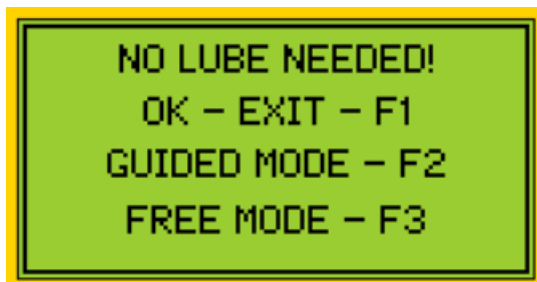 NO LUBE NEEDED!
OK - EXIT - F1
GUIDED MODE - F2
FREE MODE - F3